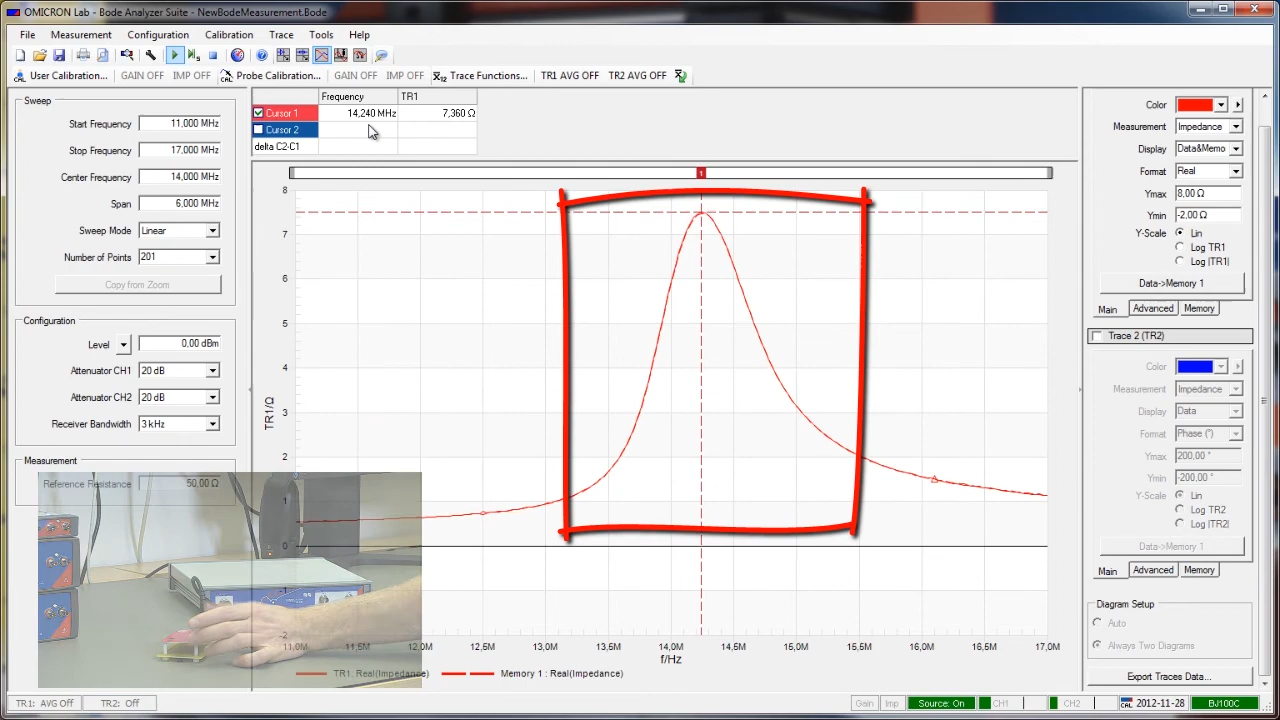 OMICRON Lab - Bode Analyzer Suite - NewBodeMeasurement.Bode
File Measurement Configuration Calibration Trace Tools Help
User Calibration... GAIN OFF IMP OFF Probe Calibration... GAIN OFF IMP OFF Trace Functions... TR1 AVG OFF TR2 AVG OFF
Sweep
Start Frequency 11,000 MHz
Stop Frequency 17,000 MHz
Center Frequency 14,000 MHz
Span 6,000 MHz
Sweep Mode Linear
Number of Points 201
Copy from Zoom
Configuration
Level 0.00 dBm
Attenuator CH1 20 dB
Attenuator CH2 20 dB
Receiver Bandwidth 3 kHz
Measurement
Reference Resistance 50.00 Ω
Frequency TR1
Cursor 1 14,240 MHz 7,360 Ω
Cursor 2
delta C2-C1
1
8
7
6
5
4
3
2
1
0
-1
-2
TR1/Ω
11,0M 11,5M 12,0M 12,5M 13,0M 13,5M 14,0M 14,5M 15,0M 15,5M 16,0M 16,5M 17,0M
f/Hz
TR1: Real(Impedance) Memory 1 : Real(Impedance)
Color
Measurement Impedance
Display Data&Memo
Format Real
Ymax 8,00 Ω
Ymin -2,00 Ω
Y-Scale Lin
Log TR1
Log |TR1|
Data->Memory 1
Main Advanced Memory
Trace 2 (TR2)
Color
Measurement Impedance
Display Data
Format Phase (°)
Ymax 200,00 °
Ymin -200,00 °
Y-Scale Lin
Log TR2
Log |TR2|
Data->Memory 1
Main Advanced Memory
Diagram Setup
Auto
Always Two Diagrams
Export Traces Data...
TR1: AVG Off TR2: Off Gain Imp Source: On CH1 CH2 CAL 2012-11-28 BJ100C